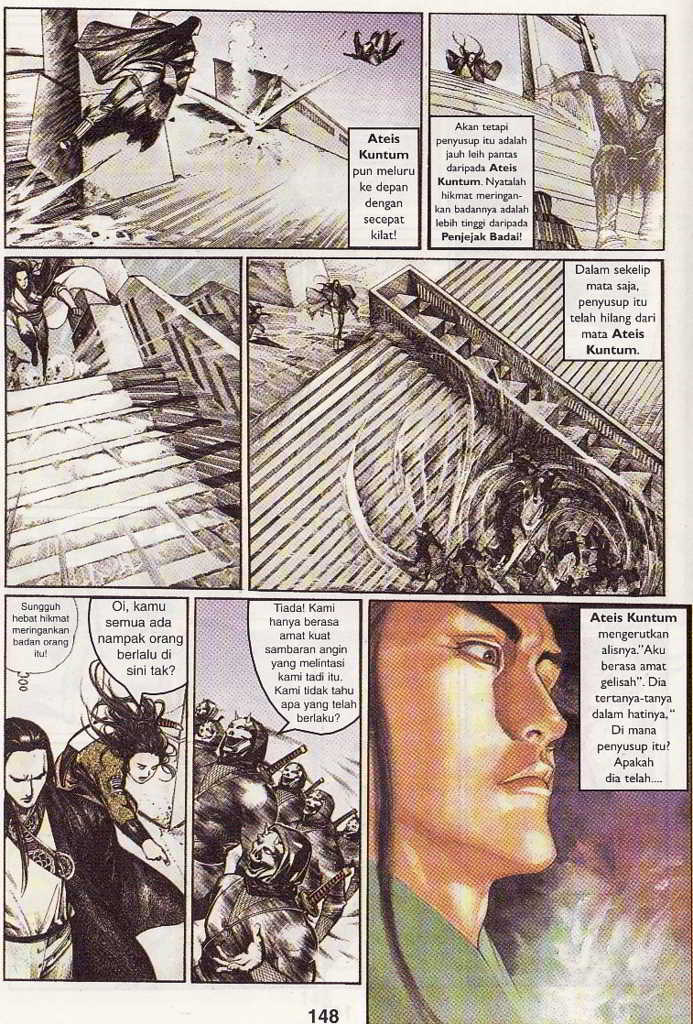 Ateis
Kuntum
pun meluru
ke depan
dengan
secepat
kilat!
Akan tetapi
penyusup itu adalah
jauh leih pantas
daripada Ateis
Kuntum. Nyatalah
hikmat meringan-
kan badannya adalah
lebih tinggi daripada
Penjejak Badai!
Dalam sekelip
mata saja,
penyusup itu
telah hilang dari
mata Ateis
Kuntum.
Sungguh
hebat hikmat
meringankan
badan orang
itu!
Oi, kamu
semua ada
nampak orang
berlalu di
sini tak?
Tiada! Kami
hanya berasa
amat kuat
sambaran angin
yang melintasi
kami tadi itu.
Kami tidak tahu
apa yang telah
berlaku?
Ateis Kuntum
mengerutkan
alisnya."Aku
berasa amat
gelisah". Dia
tertanya-tanya
dalam hatinya,"
Di mana
penyusup itu?
Apakah
dia telah....
148